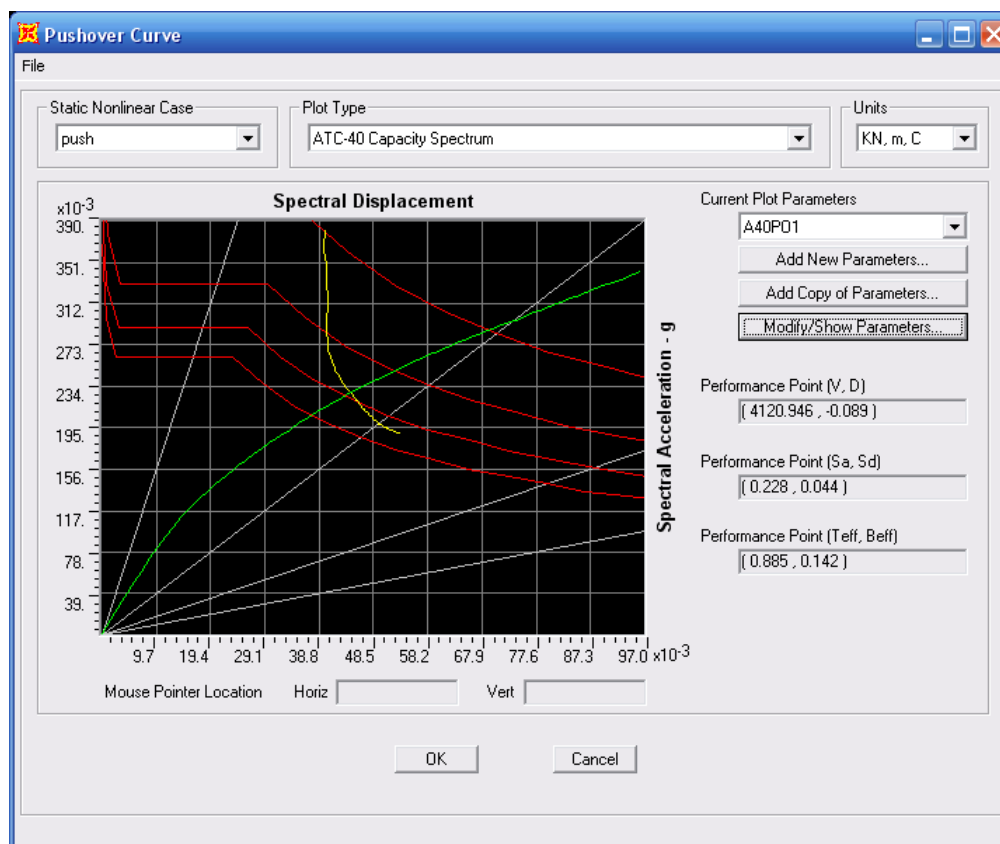 Pushover Curve
File
Static Nonlinear Case
push
Plot Type
ATC-40 Capacity Spectrum
Units
KN, m, C
Spectral Displacement
x10-3
390.
351.
312.
273.
234.
195.
156.
117.
78.
39.
9.7 19.4 29.1 38.8 48.5 58.2 67.9 77.6 87.3 97.0 x10-3
Spectral Acceleration - g
Mouse Pointer Location Horiz Vert
Current Plot Parameters
A40PO1
Add New Parameters...
Add Copy of Parameters...
Modify/Show Parameters...
Performance Point (V, D)
( 4120.946 , -0.089 )
Performance Point (Sa, Sd)
( 0.228 , 0.044 )
Performance Point (Teff, Beff)
( 0.885 , 0.142 )
OK Cancel